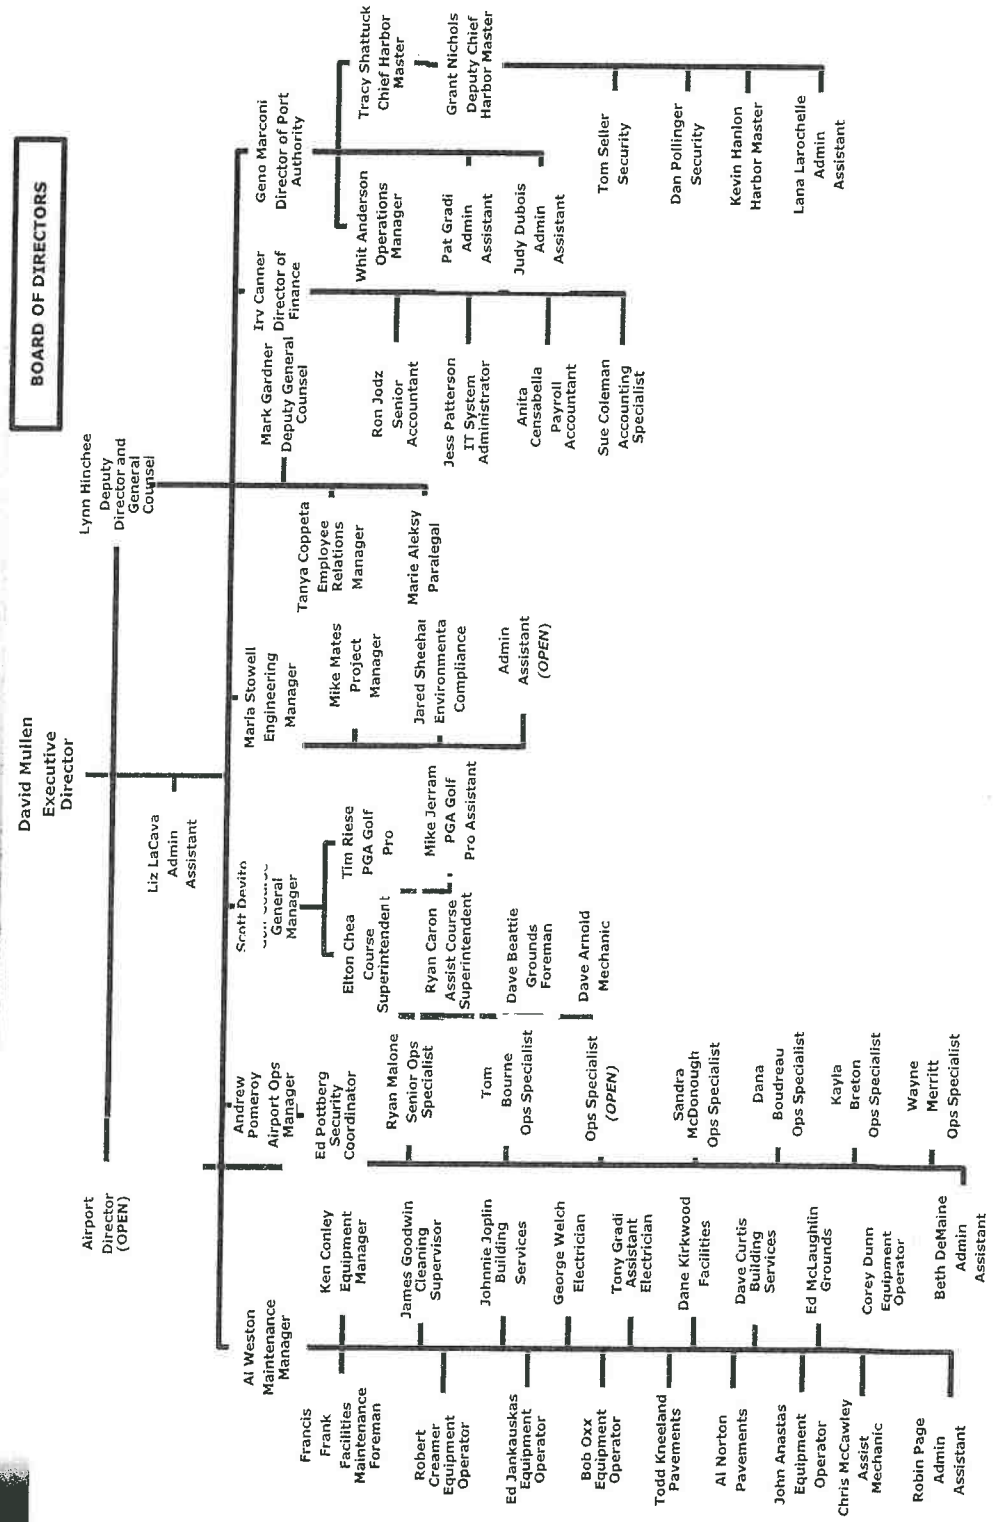 BOARD OF DIRECTORS
David Mullen
Executive
Director
Lynn Hinchee
Deputy
Director and
General
Counsel
Airport
Director
(OPEN)
Liz LaCava
Admin
Assistant
Al Weston
Maintenance
Manager
Andrew
Pomeroy
Airport Ops
Manager
Scott Devito
General
Manager
Maria Stowell
Engineering
Manager
Mark Gardner
Deputy General
Counsel
Irv Canner
Director of
Finance
Geno Marconi
Director of Port
Authority
Francis
Frank
Facilities
Maintenance
Foreman
Robert
Creamer
Equipment
Operator
Ed Jankauskas
Equipment
Operator
Bob Oxx
Equipment
Operator
Todd Kneeland
Pavements
Al Norton
Pavements
John Anastas
Equipment
Operator
Chris McCawley
Assist
Mechanic
Robin Page
Admin
Assistant
Ken Conley
Equipment
Manager
James Goodwin
Cleaning
Supervisor
Johnnie Joplin
Building
Services
George Welch
Electrician
Tony Gradi
Assistant
Electrician
Dane Kirkwood
Facilities
Dave Curtis
Building
Services
Ed McLaughlin
Grounds
Corey Dunn
Equipment
Operator
Beth DeMaine
Admin
Assistant
Ed Pottberg
Security
Coordinator
Ryan Malone
Senior Ops
Specialist
Tom
Bourne
Ops Specialist
Ops Specialist
(OPEN)
Sandra
McDonough
Ops Specialist
Dana
Boudreau
Ops Specialist
Kayla
Breton
Ops Specialist
Wayne
Merritt
Ops Specialist
Elton Chea
Course
Superintendent
Ryan Caron
Assist Course
Superintendent
Dave Beattie
Grounds
Foreman
Dave Arnold
Mechanic
Tim Riese
PGA Golf
Pro
Mike Jerram
PGA Golf
Pro Assistant
Mike Mates
Project
Manager
Jared Sheehar
Environmenta
Compliance
Admin
Assistant
(OPEN)
Tanya Coppeta
Employee
Relations
Manager
Marie Aleksy
Paralegal
Ron Jodz
Senior
Accountant
Jess Patterson
IT System
Administrator
Anita
Censabella
Payroll
Accountant
Sue Coleman
Accounting
Specialist
Whit Anderson
Operations
Manager
Pat Gradi
Admin
Assistant
Judy Dubois
Admin
Assistant
Tracy Shattuck
Chief Harbor
Master
Grant Nichols
Deputy Chief
Harbor Master
Tom Seller
Security
Dan Pollinger
Security
Kevin Hanlon
Harbor Master
Lana Larochelle
Admin
Assistant